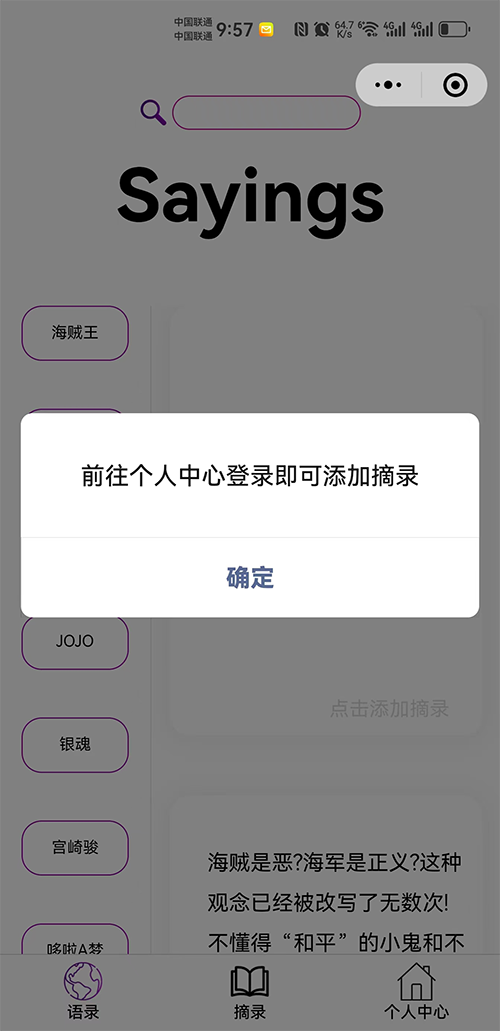 中国联通
中国联通
9:57
64.7
K/s
6
4G
4G
Sayings
海贼王
前往个人中心登录即可添加摘录
确定
JOJO
点击添加摘录
银魂
宫崎骏
海贼是恶?海军是正义?这种
观念已经被改写了无数次!
不懂得“和平”的小鬼和不
哆啦A梦
语录
摘录
个人中心